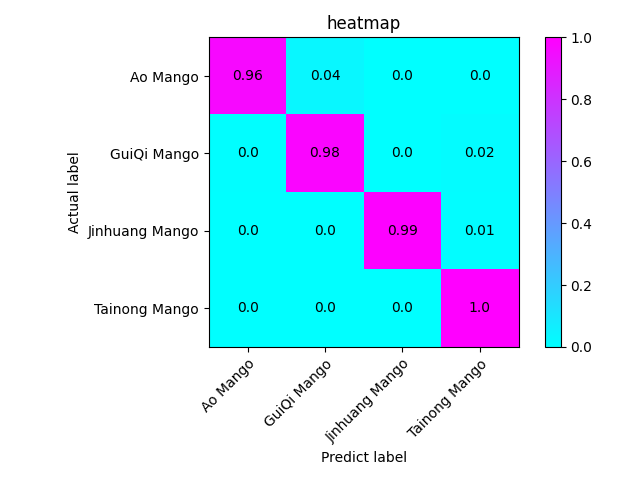 heatmap
Actual label
Ao Mango 0.96 0.04 0.0 0.0
GuiQi Mango 0.0 0.98 0.0 0.02
Jinhuang Mango 0.0 0.0 0.99 0.01
Tainong Mango 0.0 0.0 0.0 1.0
Ao Mango GuiQi Mango Jinhuang Mango Tainong Mango
Predict label
1.0
0.8
0.6
0.4
0.2
0.0